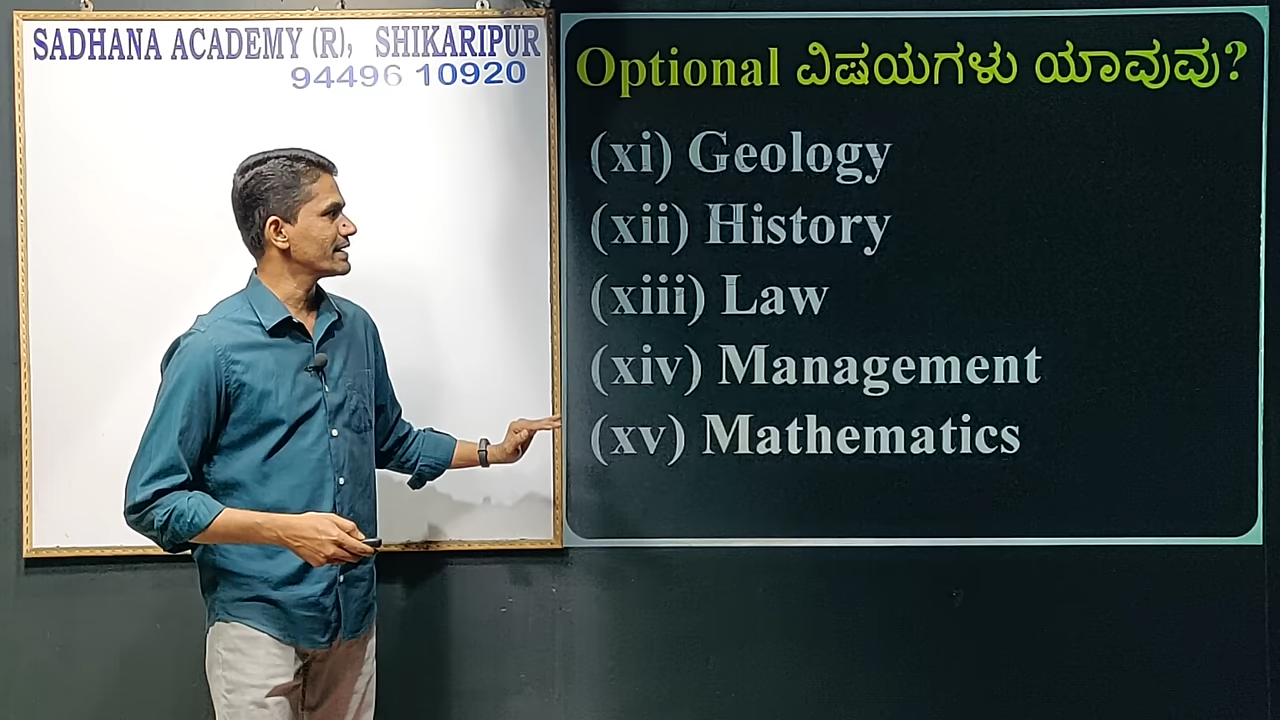 SADHANA ACADEMY (R), SHIKARIPUR
94496 10920
Optional ವಿಷಯಗಳು ಯಾವುವು?
(xi) Geology
(xii) History
(xiii) Law
(xiv) Management
(xv) Mathematics